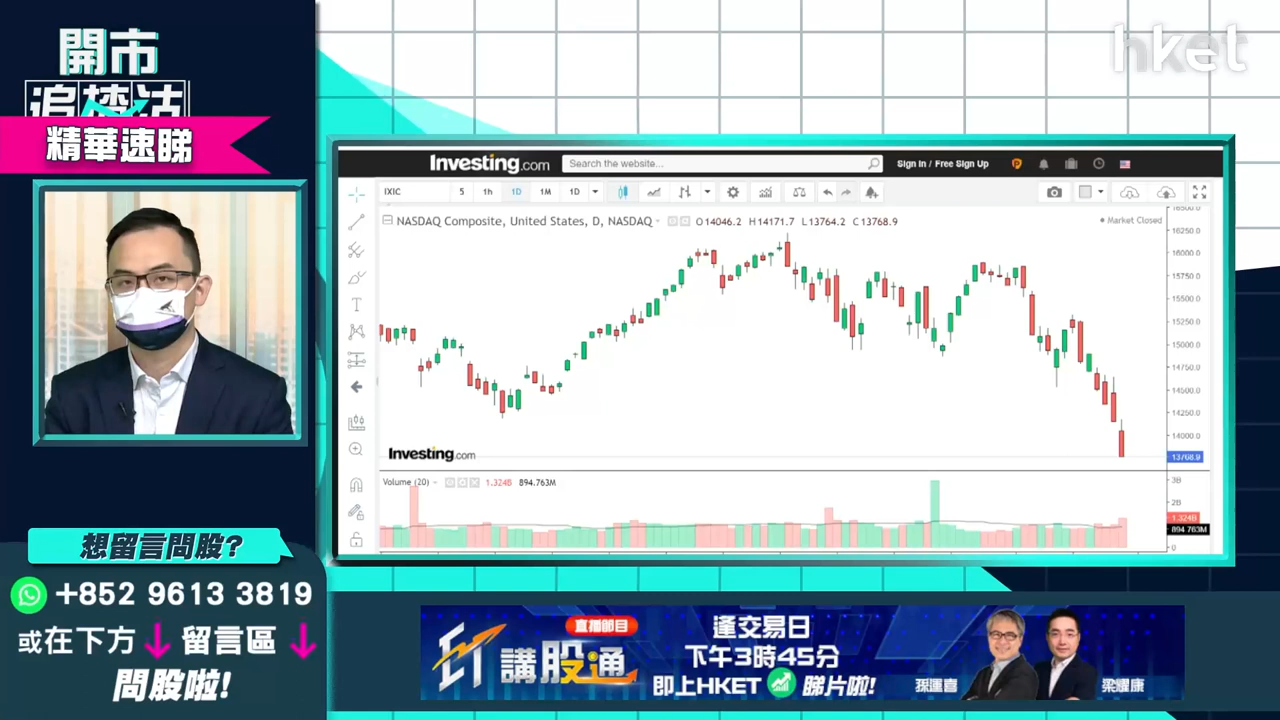 開市
追揸沽
精華速睇
hket
Investing.com
Search the website...
Sign In / Free Sign Up
IXIC
5
1h
1D
1M
1D
NASDAQ Composite, United States, D, NASDAQ
O14046.2 H14171.7 L13764.2 C13768.9
Market Closed
16500.0
16250.0
16000.0
15750.0
15500.0
15250.0
15000.0
14750.0
14500.0
14250.0
14000.0
13768.9
Investing.com
Volume (20)
1.324B
894.763M
3B
2B
1.324B
894.763M
0
想留言問股?
+852 9613 3819
或在下方 留言區
問股啦!
ET
直播節目
講股通
逢交易日
下午3時45分
即上HKET 睇片啦!
孫運喜
梁耀康